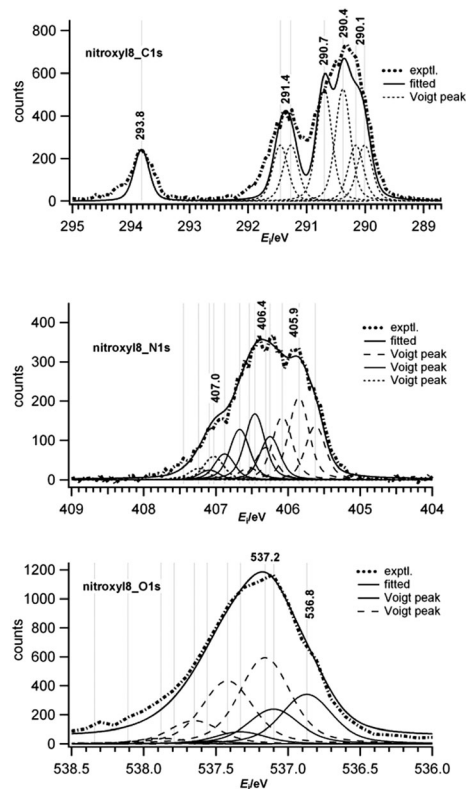 nitroxyl8_C1s
293.8
291.4
290.7
290.4
290.1
exptl.
fitted
Voigt peak
counts
800
600
400
200
0
295 294 293 292 291 290 289
Ei/eV
nitroxyl8_N1s
407.0
406.4
405.9
exptl.
fitted
Voigt peak
Voigt peak
Voigt peak
counts
400
300
200
100
0
409 408 407 406 405 404
Ei/eV
nitroxyl8_O1s
537.2
536.8
exptl.
fitted
Voigt peak
Voigt peak
counts
1200
1000
800
600
400
200
0
538.5 538.0 537.5 537.0 536.5 536.0
Ei/eV